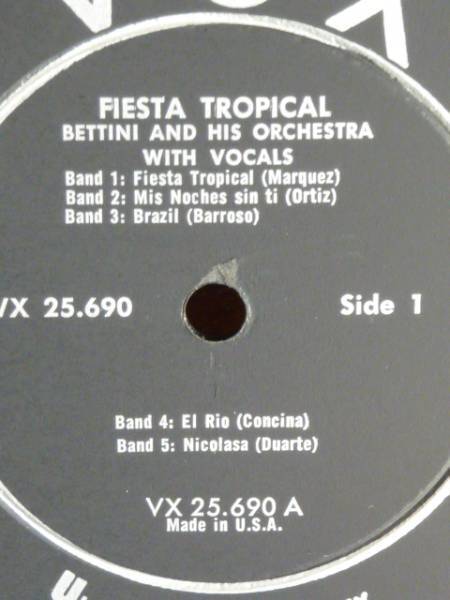 VOX
FIESTA TROPICAL
BETTINI AND HIS ORCHESTRA
WITH VOCALS
Band 1: Fiesta Tropical (Marquez)
Band 2: Mis Noches sin ti (Ortiz)
Band 3: Brazil (Barroso)
VX 25.690
Side 1
Band 4: El Rio (Concina)
Band 5: Nicolasa (Duarte)
VX 25.690 A
Made in U.S.A.